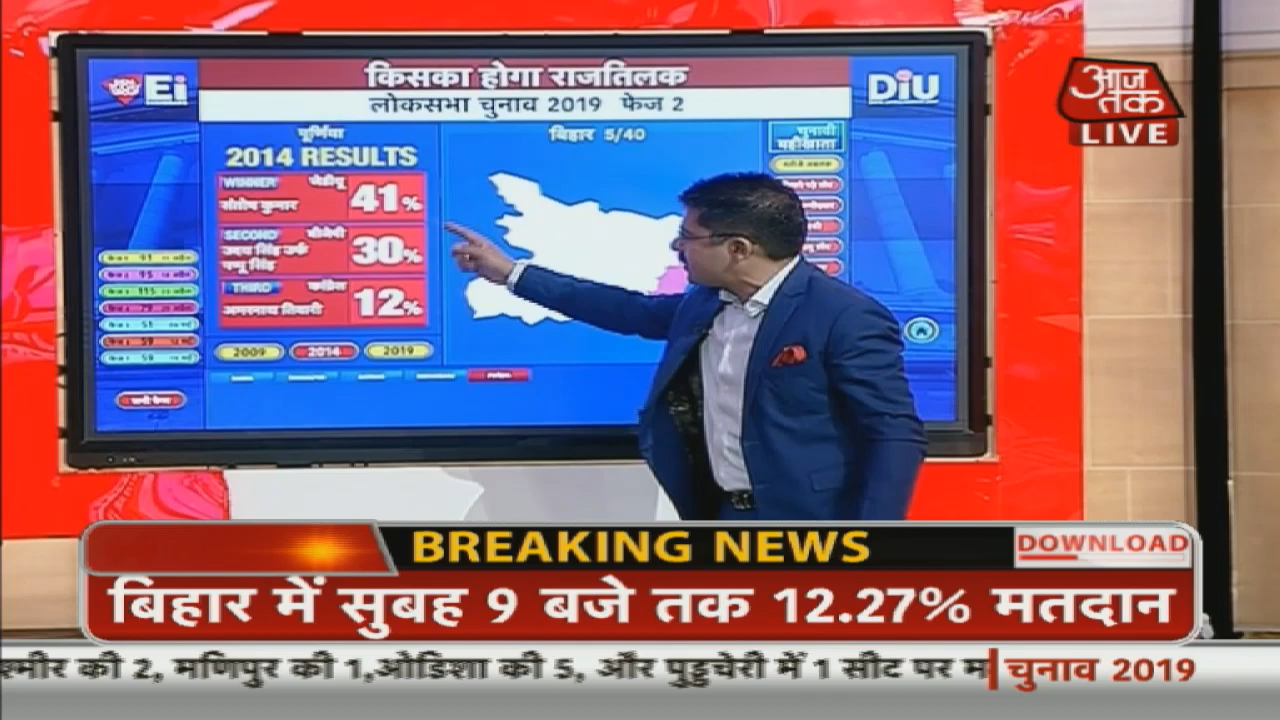 Ei
किसका होगा राजतिलक
लोकसभा चुनाव 2019 फेज 2
DiU
आज
तक
LIVE
पूर्णिया
2014 RESULTS
WINNER जेडीयू
संतोष कुमार
41%
SECOND बीजेपी
उदय सिंह उर्फ
पप्पू सिंह
30%
THIRD कांग्रेस
अमरनाथ तिवारी
12%
2009 2014 2019
बिहार 5/40
चुनावी
बहीखाता
BREAKING NEWS
DOWNLOAD
बिहार में सुबह 9 बजे तक 12.27% मतदान
श्मीर की 2, मणिपुर की 1,ओडिशा की 5, और पुडुचेरी में 1 सीट पर म
चुनाव 2019